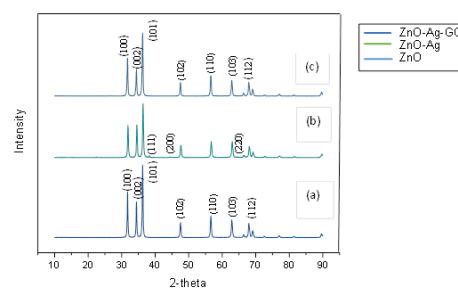 ZnO-Ag-GO
ZnO-Ag
ZnO
(100)
(002)
(101)
(102)
(110)
(103)
(112)
(c)
(b)
(111)
(200)
(220)
(100)
(002)
(101)
(102)
(110)
(103)
(112)
(a)
Intensity
10 20 30 40 50 60 70 80 90
2-theta